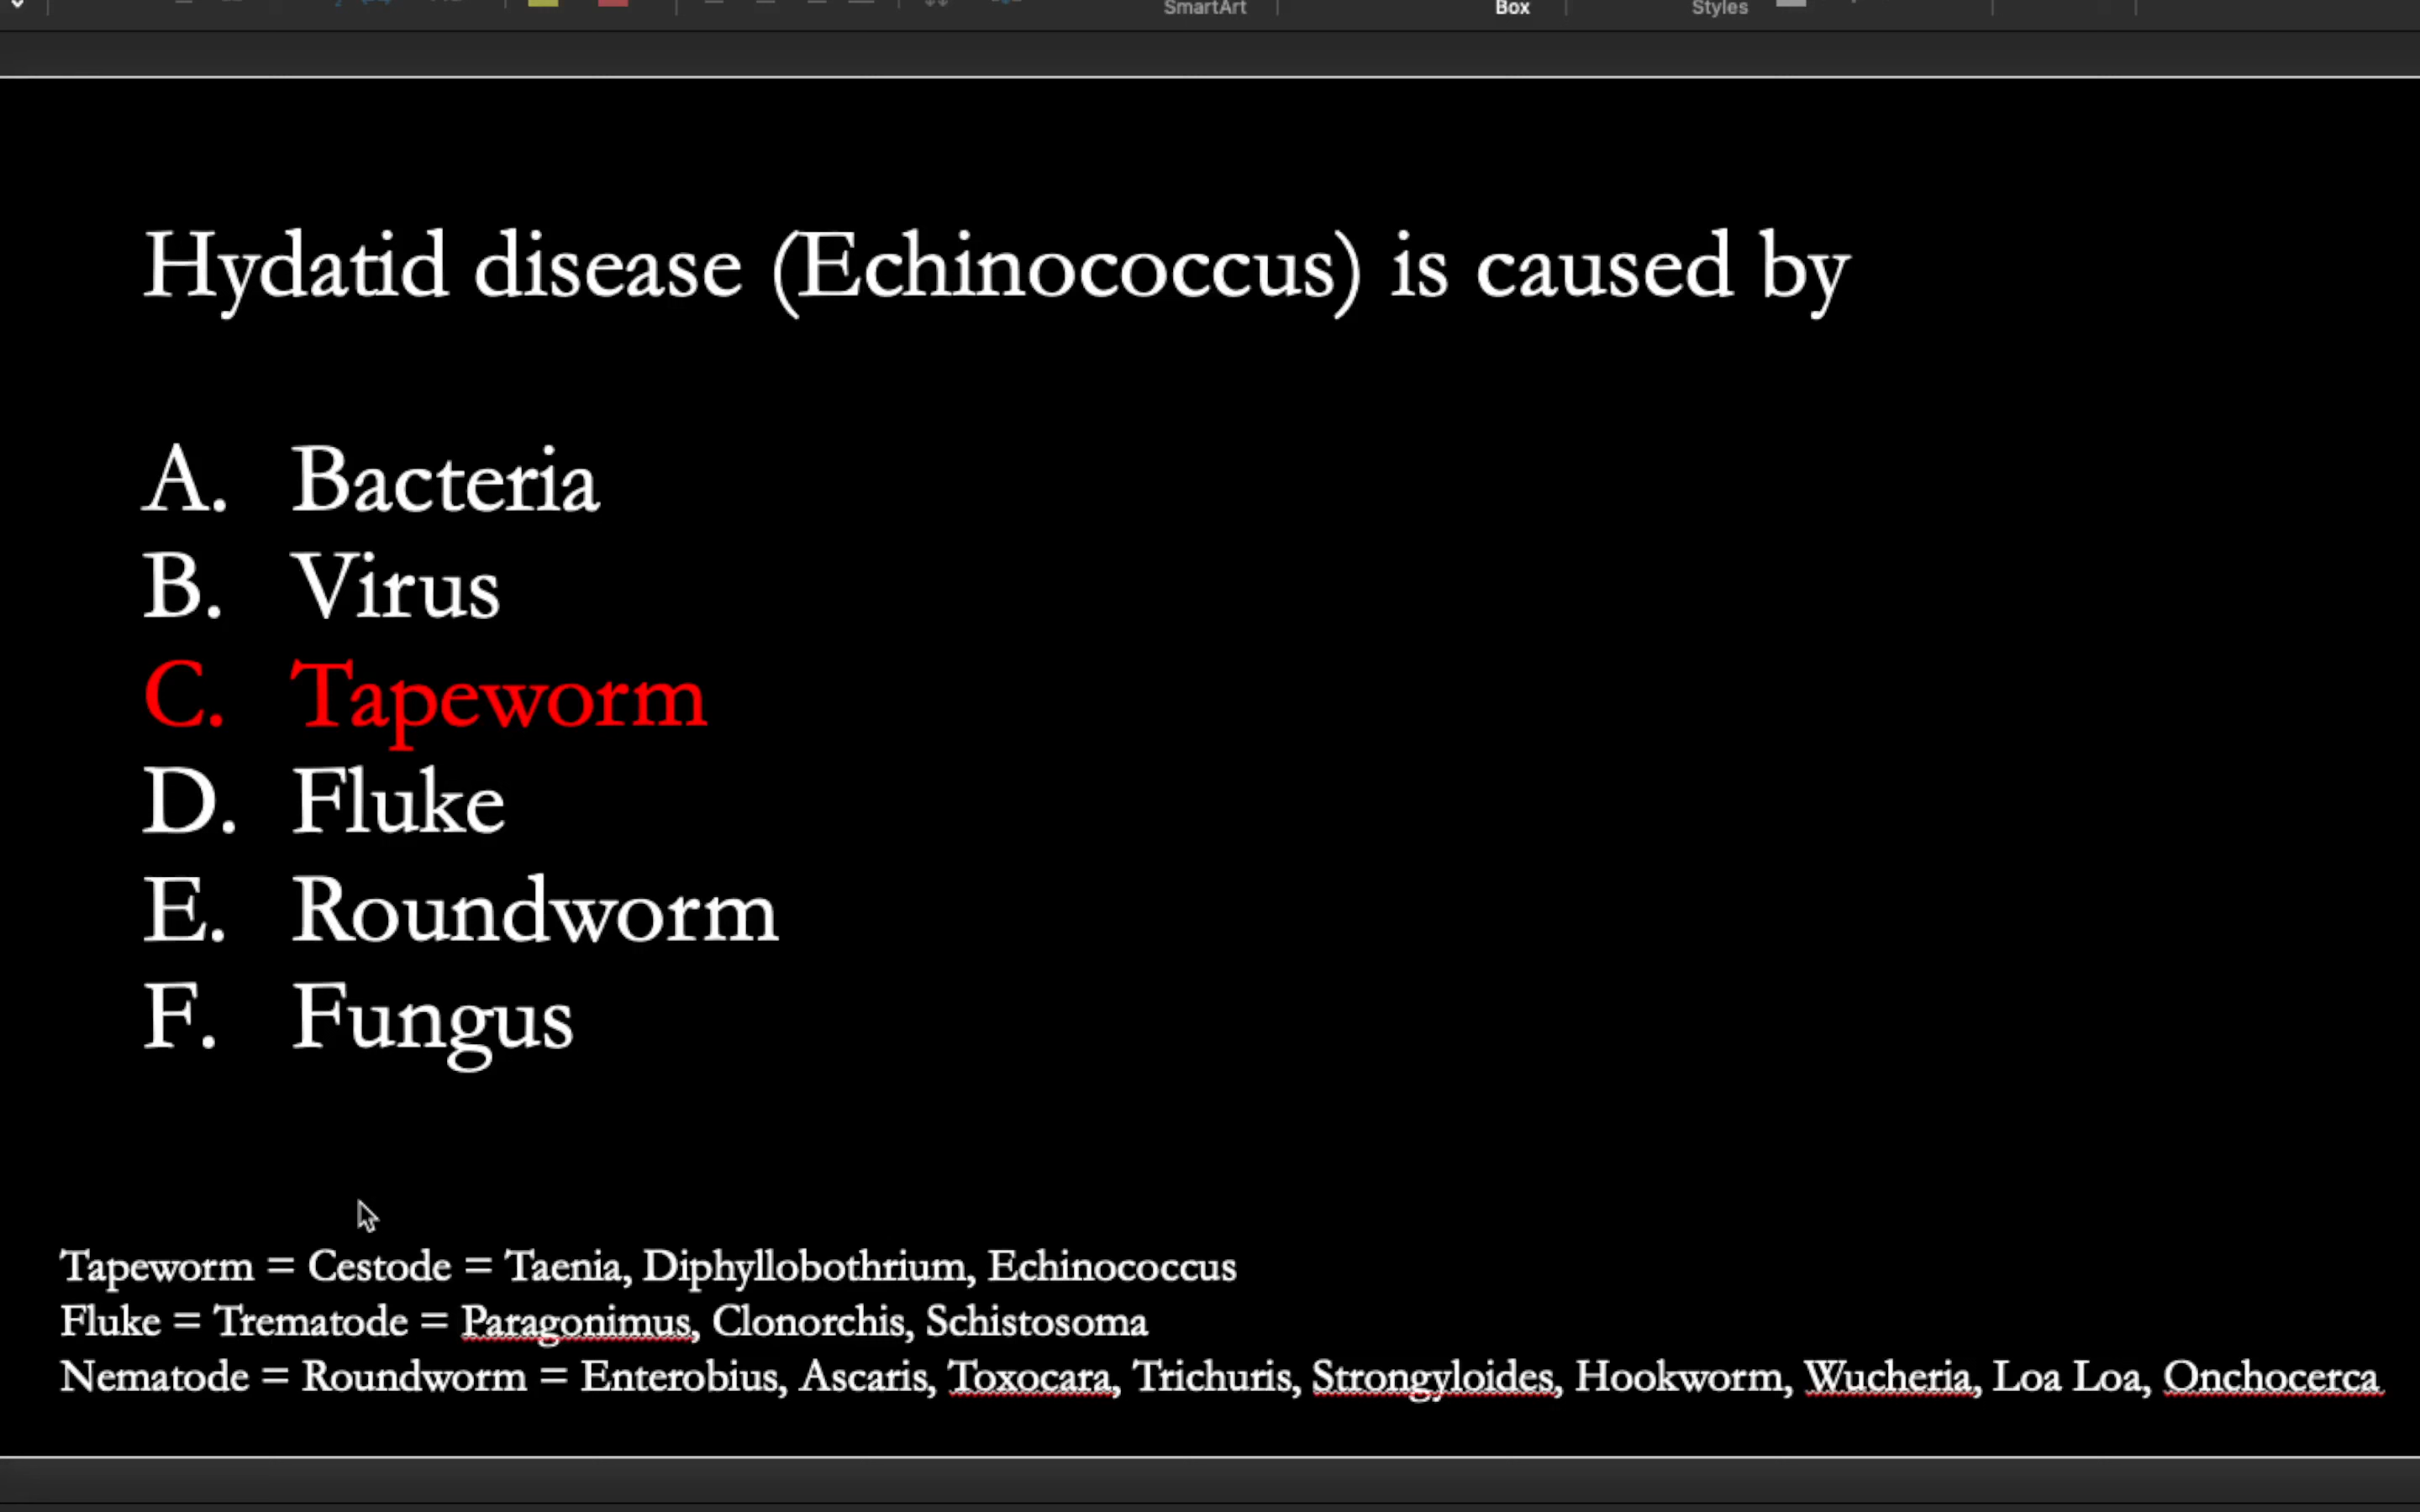 SmartArt Box Styles
Hydatid disease (Echinococcus) is caused by
A. Bacteria
B. Virus
C. Tapeworm
D. Fluke
E. Roundworm
F. Fungus
Tapeworm = Cestode = Taenia, Diphyllobothrium, Echinococcus
Fluke = Trematode = Paragonimus, Clonorchis, Schistosoma
Nematode = Roundworm = Enterobius, Ascaris, Toxocara, Trichuris, Strongyloides, Hookworm, Wucheria, Loa Loa, Onchocerca